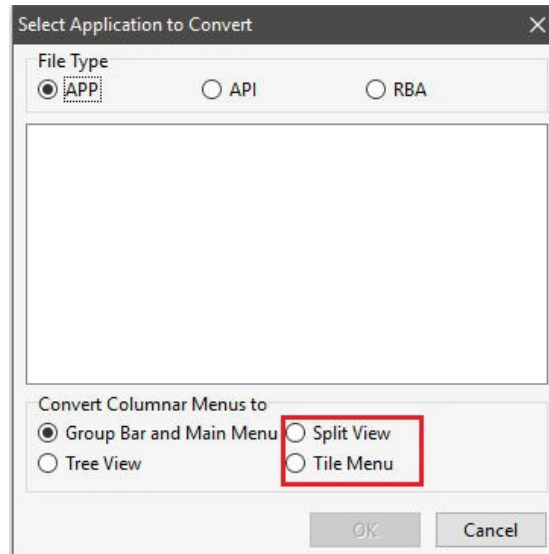 Select Application to Convert
File Type
APP API RBA
Convert Columnar Menus to
Group Bar and Main Menu Split View
Tree View Tile Menu
OK Cancel